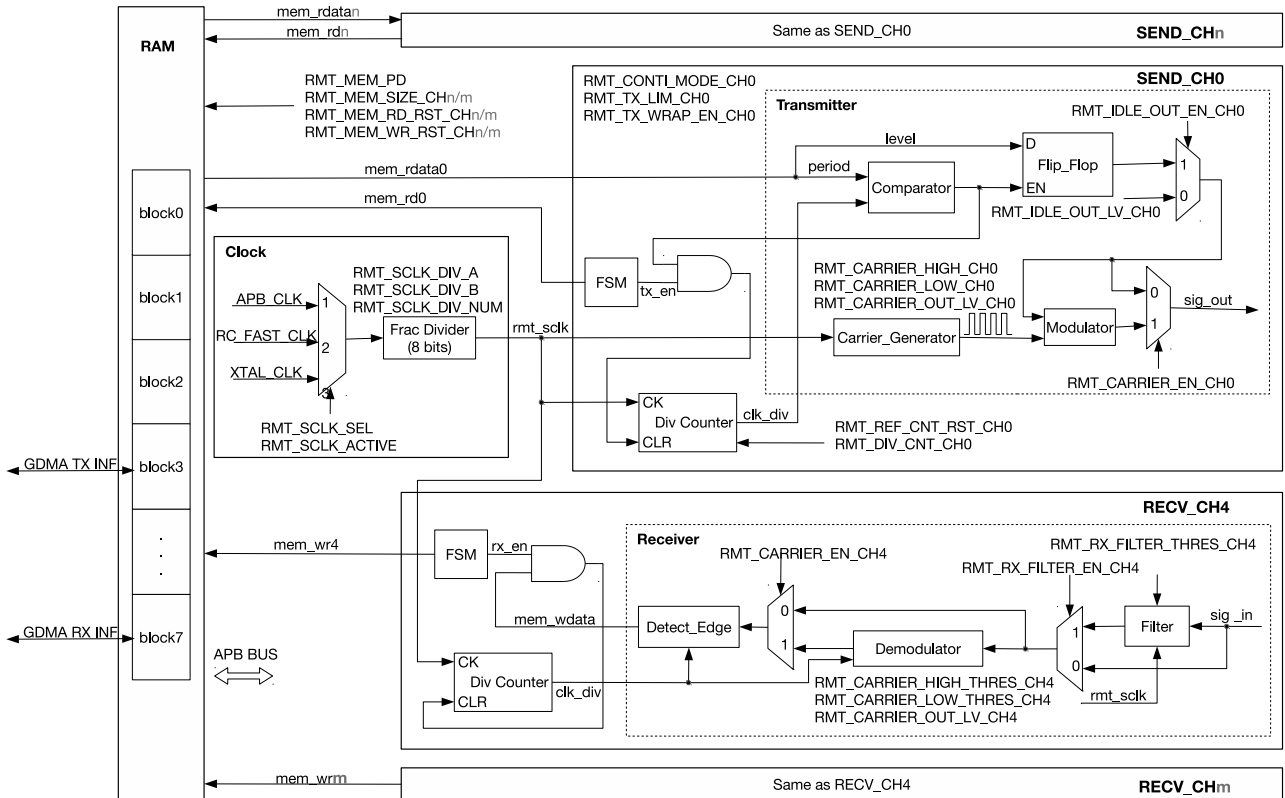 mem_rdatan
mem_rdn
Same as SEND_CH0
SEND_CHn
RAM
RMT_MEM_PD
RMT_MEM_SIZE_CHn/m
RMT_MEM_RD_RST_CHn/m
RMT_MEM_WR_RST_CHn/m
SEND_CH0
RMT_CONTI_MODE_CH0
RMT_TX_LIM_CH0
RMT_TX_WRAP_EN_CH0
Transmitter
RMT_IDLE_OUT_EN_CH0
level
D
Flip_Flop
EN
1
0
RMT_IDLE_OUT_LV_CH0
mem_rdata0
period
Comparator
mem_rd0
block0
block1
block2
block3
.
.
.
block7
Clock
RMT_SCLK_DIV_A
RMT_SCLK_DIV_B
RMT_SCLK_DIV_NUM
APB_CLK
1
RC_FAST_CLK
2
XTAL_CLK
3
Frac Divider
(8 bits)
rmt_sclk
RMT_SCLK_SEL
RMT_SCLK_ACTIVE
FSM
tx_en
RMT_CARRIER_HIGH_CH0
RMT_CARRIER_LOW_CH0
RMT_CARRIER_OUT_LV_CH0
Carrier_Generator
Modulator
0
1
sig_out
RMT_CARRIER_EN_CH0
CK
Div Counter
CLR
clk_div
RMT_REF_CNT_RST_CH0
RMT_DIV_CNT_CH0
GDMA TX INF
GDMA RX INF
APB BUS
RECV_CH4
mem_wr4
FSM
rx_en
Receiver
RMT_CARRIER_EN_CH4
RMT_RX_FILTER_THRES_CH4
RMT_RX_FILTER_EN_CH4
mem_wdata
Detect_Edge
0
1
Demodulator
1
0
Filter
sig _in
rmt_sclk
CK
Div Counter
CLR
clk_div
RMT_CARRIER_HIGH_THRES_CH4
RMT_CARRIER_LOW_THRES_CH4
RMT_CARRIER_OUT_LV_CH4
mem_wrm
Same as RECV_CH4
RECV_CHm